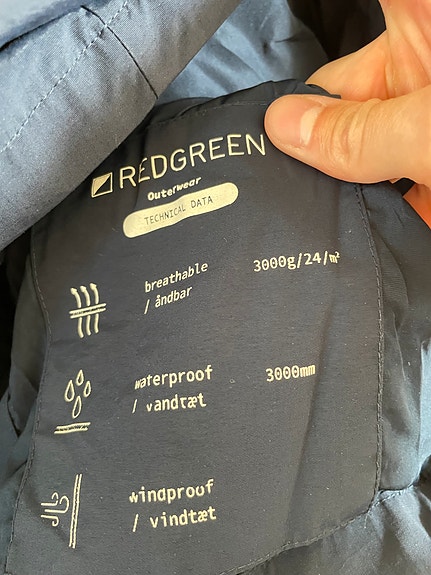 REDGREEN
Outerwear
TECHNICAL DATA
breathable 3000g/24/m²
/ åndbar
waterproof 3000mm
/ vandtæt
windproof
/ vindtæt